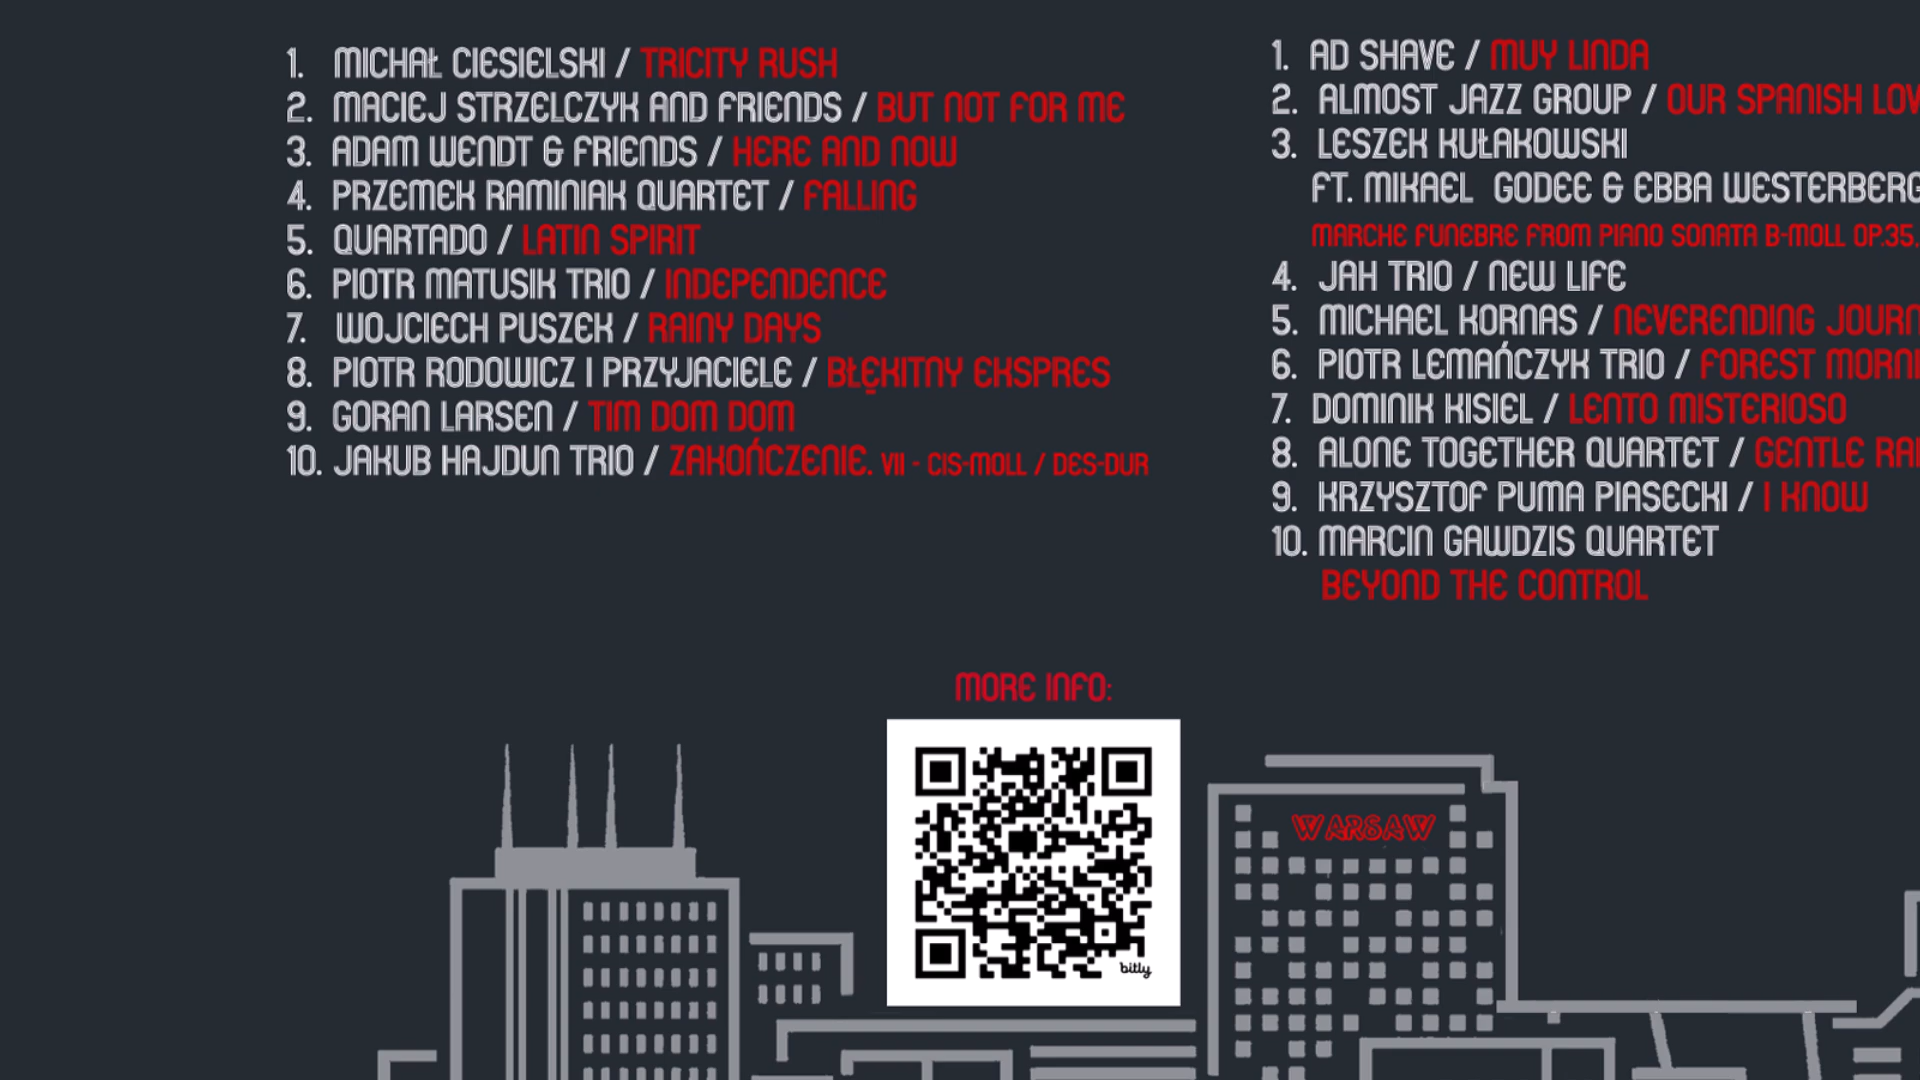 1. MICHAŁ CIESIELSKI / TRICITY RUSH
2. MACIEJ STRZELCZYK AND FRIENDS / BUT NOT FOR ME
3. ADAM WENDT & FRIENDS / HERE AND NOW
4. PRZEMEK RAMINIAK QUARTET / FALLING
5. QUARTADO / LATIN SPIRIT
6. PIOTR MATUSIK TRIO / INDEPENDENCE
7. WOJCIECH PUSZEK / RAINY DAYS
8. PIOTR RODOWICZ I PRZYJACIELE / BŁĘKITNY EKSPRES
9. GORAN LARSEN / TIM DOM DOM
10. JAKUB HAJDUN TRIO / ZAKOŃCZENIE. VII - CIS-MOLL / DES-DUR
1. AD SHAVE / MUY LINDA
2. ALMOST JAZZ GROUP / OUR SPANISH LOV
3. LESZEK KUŁAKOWSKI
FT. MIKAEL GODEE & EBBA WESTERBERG
MARCHE FUNEBRE FROM PIANO SONATA B-MOLL OP.35,
4. JAH TRIO / NEW LIFE
5. MICHAEL KORNAS / NEVERENDING JOURN
6. PIOTR LEMAŃCZYK TRIO / FOREST MORNI
7. DOMINIK KISIEL / LENTO MISTERIOSO
8. ALONE TOGETHER QUARTET / GENTLE RAI
9. KRZYSZTOF PUMA PIASECKI / I KNOW
10. MARCIN GAWDZIS QUARTET
BEYOND THE CONTROL
MORE INFO:
WARSAW
bitly